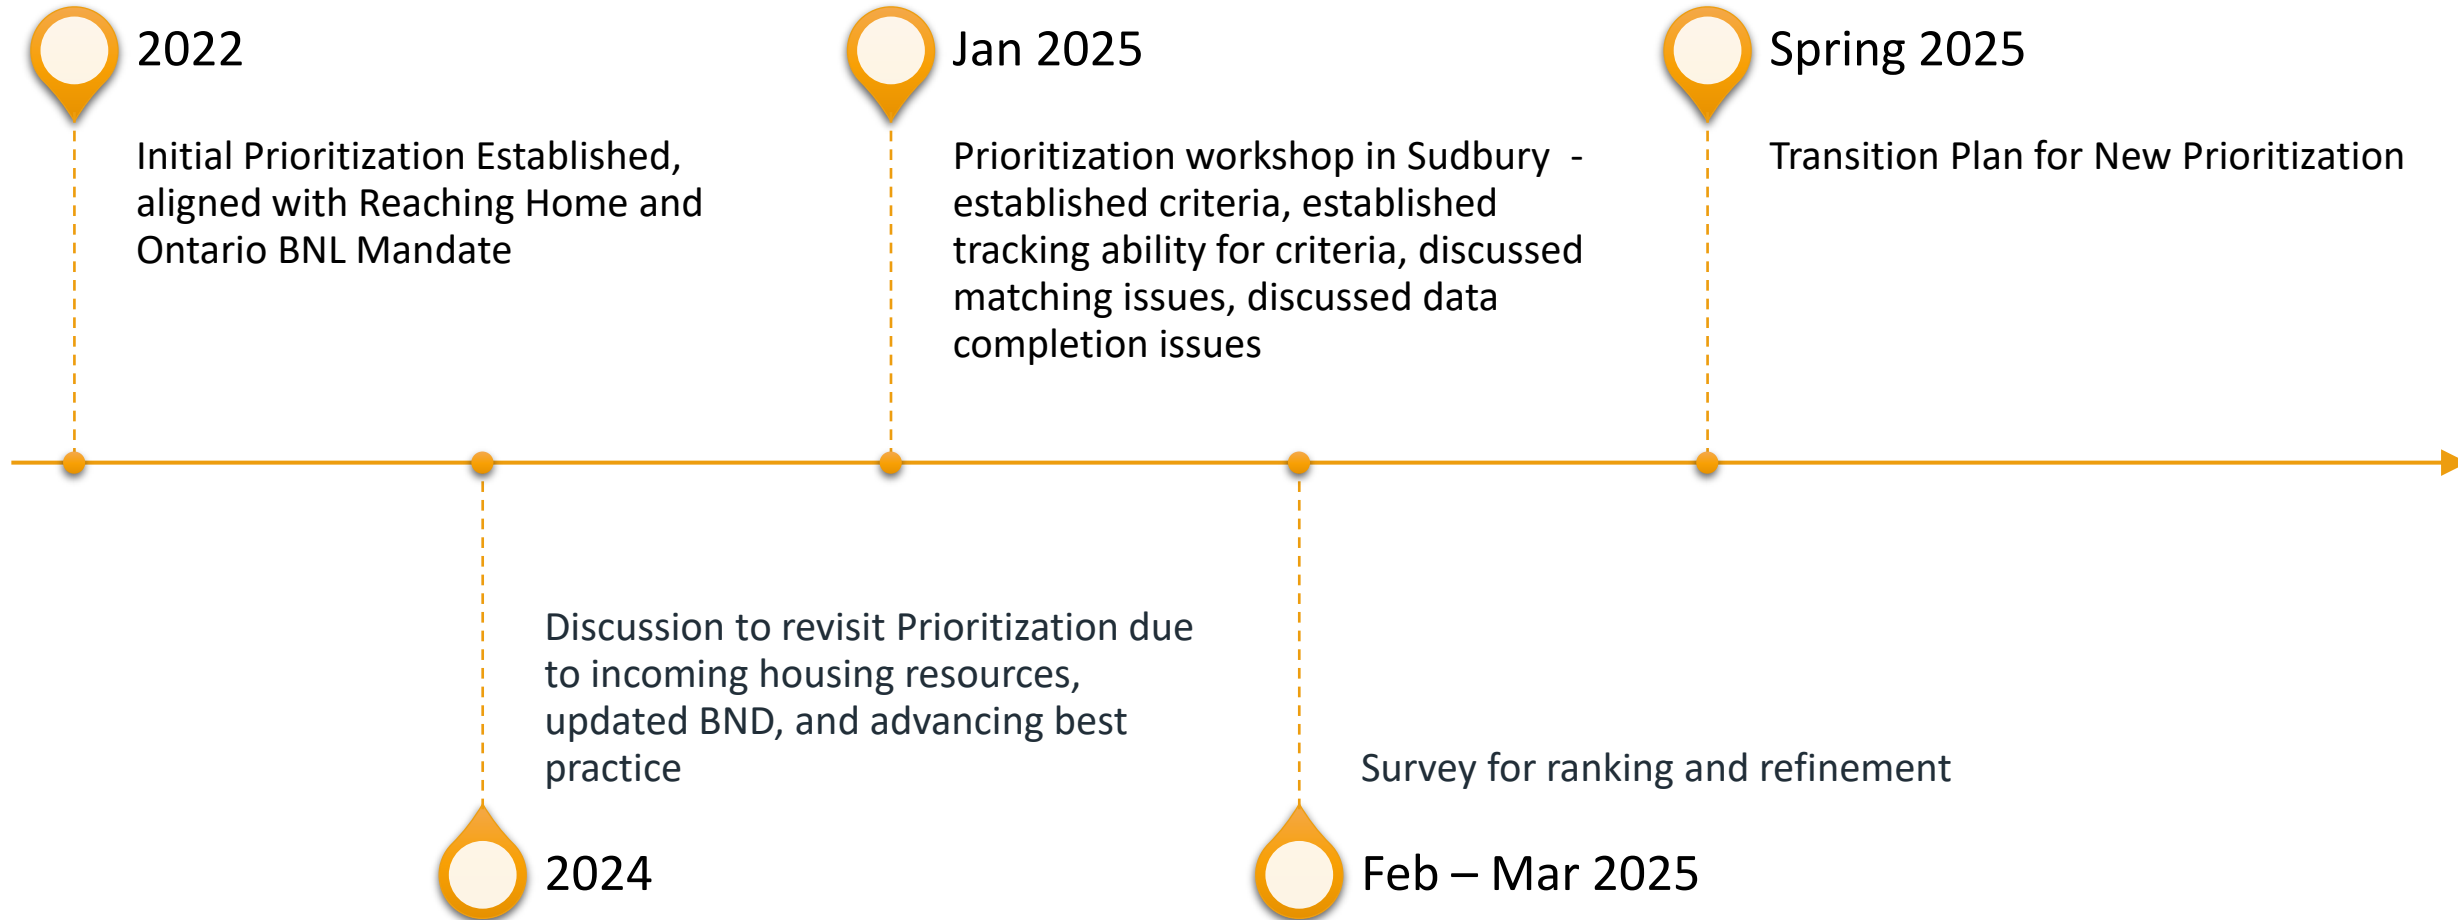 2022
Initial Prioritization Established,
aligned with Reaching Home and
Ontario BNL Mandate
2024
Discussion to revisit Prioritization due
to incoming housing resources,
updated BND, and advancing best
practice
Jan 2025
Prioritization workshop in Sudbury  -
established criteria, established
tracking ability for criteria, discussed
matching issues, discussed data
completion issues
Feb – Mar 2025
Survey for ranking and refinement
Spring 2025
Transition Plan for New Prioritization